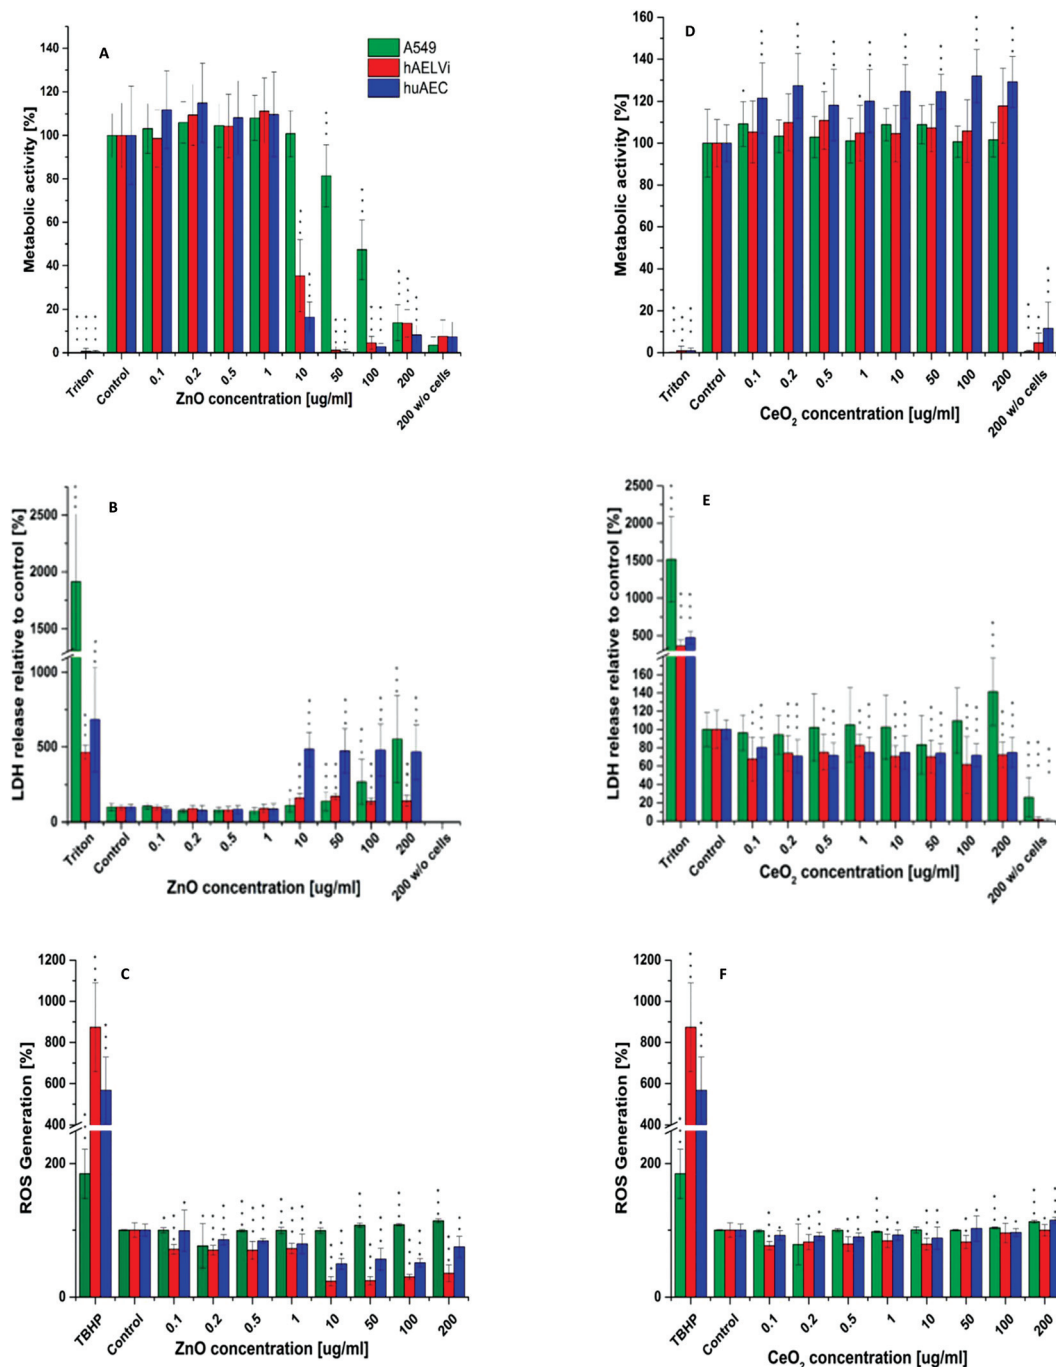 A
A549
hAELVi
huAEC
Metabolic activity [%]
140
120
100
80
60
40
20
0
Triton
Control
0.1
0.2
0.5
1
10
50
100
200
200 w/o cells
ZnO concentration [ug/ml]
D
Metabolic activity [%]
160
140
120
100
80
60
40
20
0
Triton
Control
0.1
0.2
0.5
1
10
50
100
200
200 w/o cells
CeO₂ concentration [ug/ml]
B
LDH release relative to control [%]
2500
2000
1500
1000
500
0
Triton
Control
0.1
0.2
0.5
1
10
50
100
200
200 w/o cells
ZnO concentration [ug/ml]
E
LDH release relative to control [%]
2500
2000
1500
1000
500
160
140
120
100
80
60
40
20
0
Triton
Control
0.1
0.2
0.5
1
10
50
100
200
200 w/o cells
CeO₂ concentration [ug/ml]
C
ROS Generation [%]
1200
1000
800
600
400
200
0
TBHP
Control
0.1
0.2
0.5
1
10
50
100
200
ZnO concentration [ug/ml]
F
ROS Generation [%]
1200
1000
800
600
400
200
0
TBHP
Control
0.1
0.2
0.5
1
10
50
100
200
CeO₂ concentration [ug/ml]